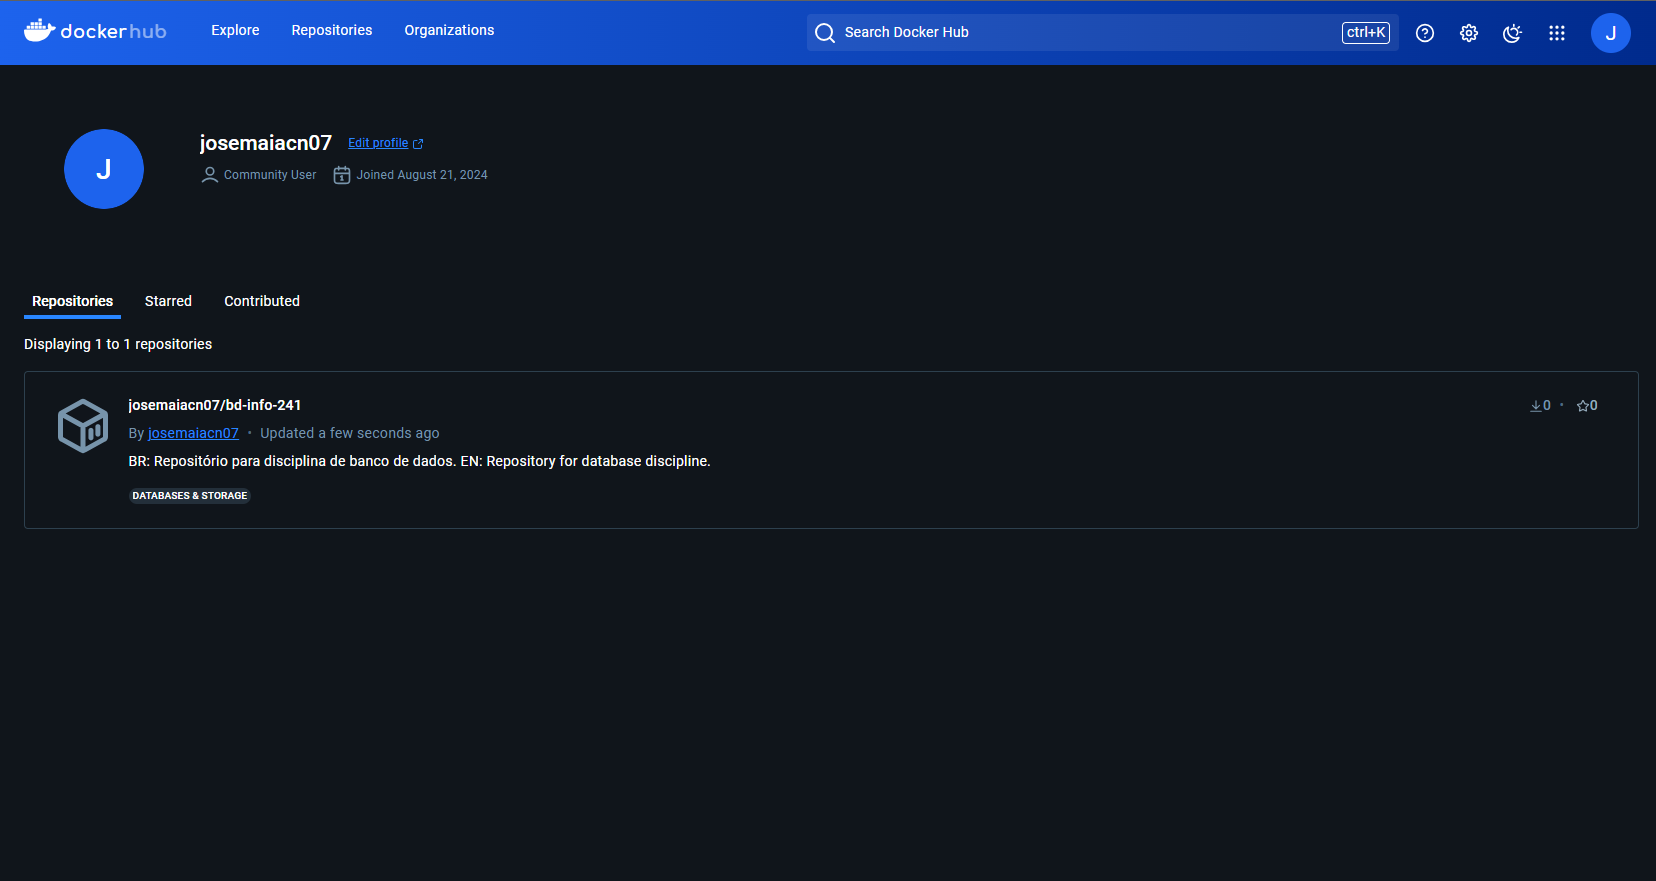 dockerhub Explore Repositories Organizations Search Docker Hub ctrl+K J
J
josemaiacn07 Edit profile
Community User 1 Joined August 21, 2024
Repositories Starred Contributed
Displaying 1 to 1 repositories
josemaiacn07/bd-info-241 0 • 0
By josemaiacn07 • Updated a few seconds ago
BR: Repositório para disciplina de banco de dados. EN: Repository for database discipline.
DATABASES & STORAGE